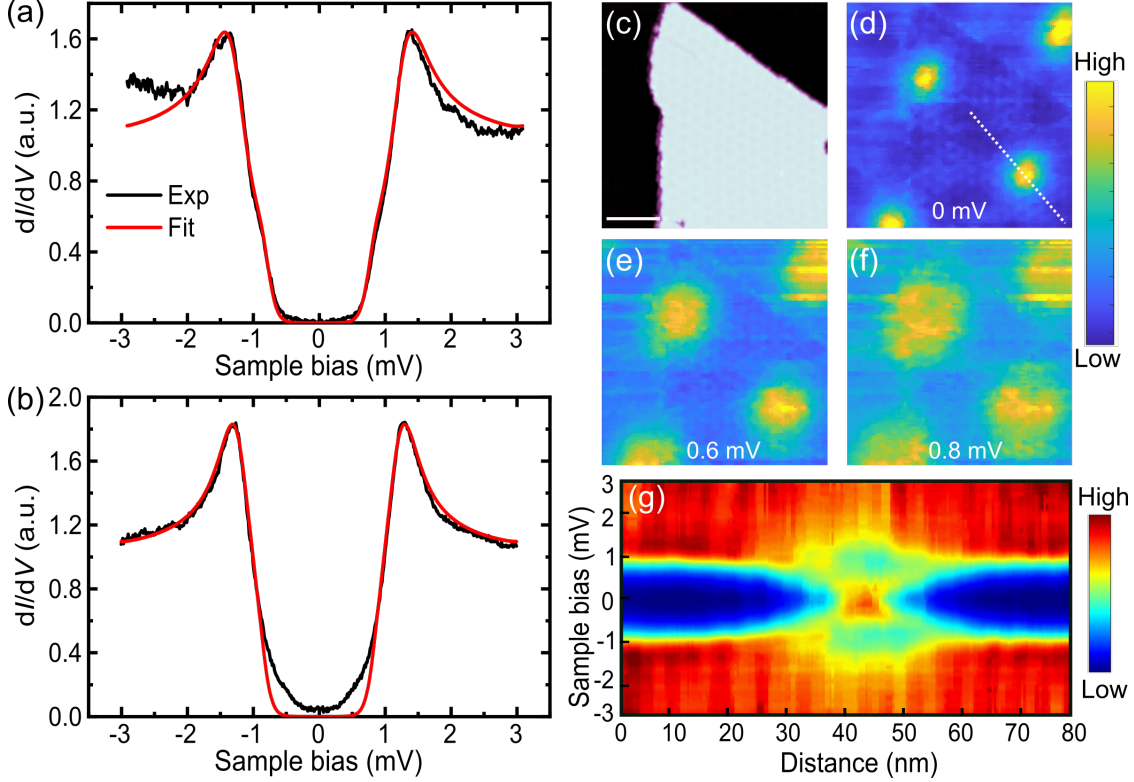 (a)
1.6
1.2
0.8
0.4
0.0
dI/dV (a.u.)
Exp
Fit
-3 -2 -1 0 1 2 3
Sample bias (mV)
(b)
2.0
1.6
1.2
0.8
0.4
0.0
dI/dV (a.u.)
-3 -2 -1 0 1 2 3
Sample bias (mV)
(c)
(d)
0 mV
High
Low
(e)
0.6 mV
(f)
0.8 mV
(g)
3
2
1
0
-1
-2
-3
Sample bias (mV)
0 10 20 30 40 50 60 70 80
Distance (nm)
High
Low